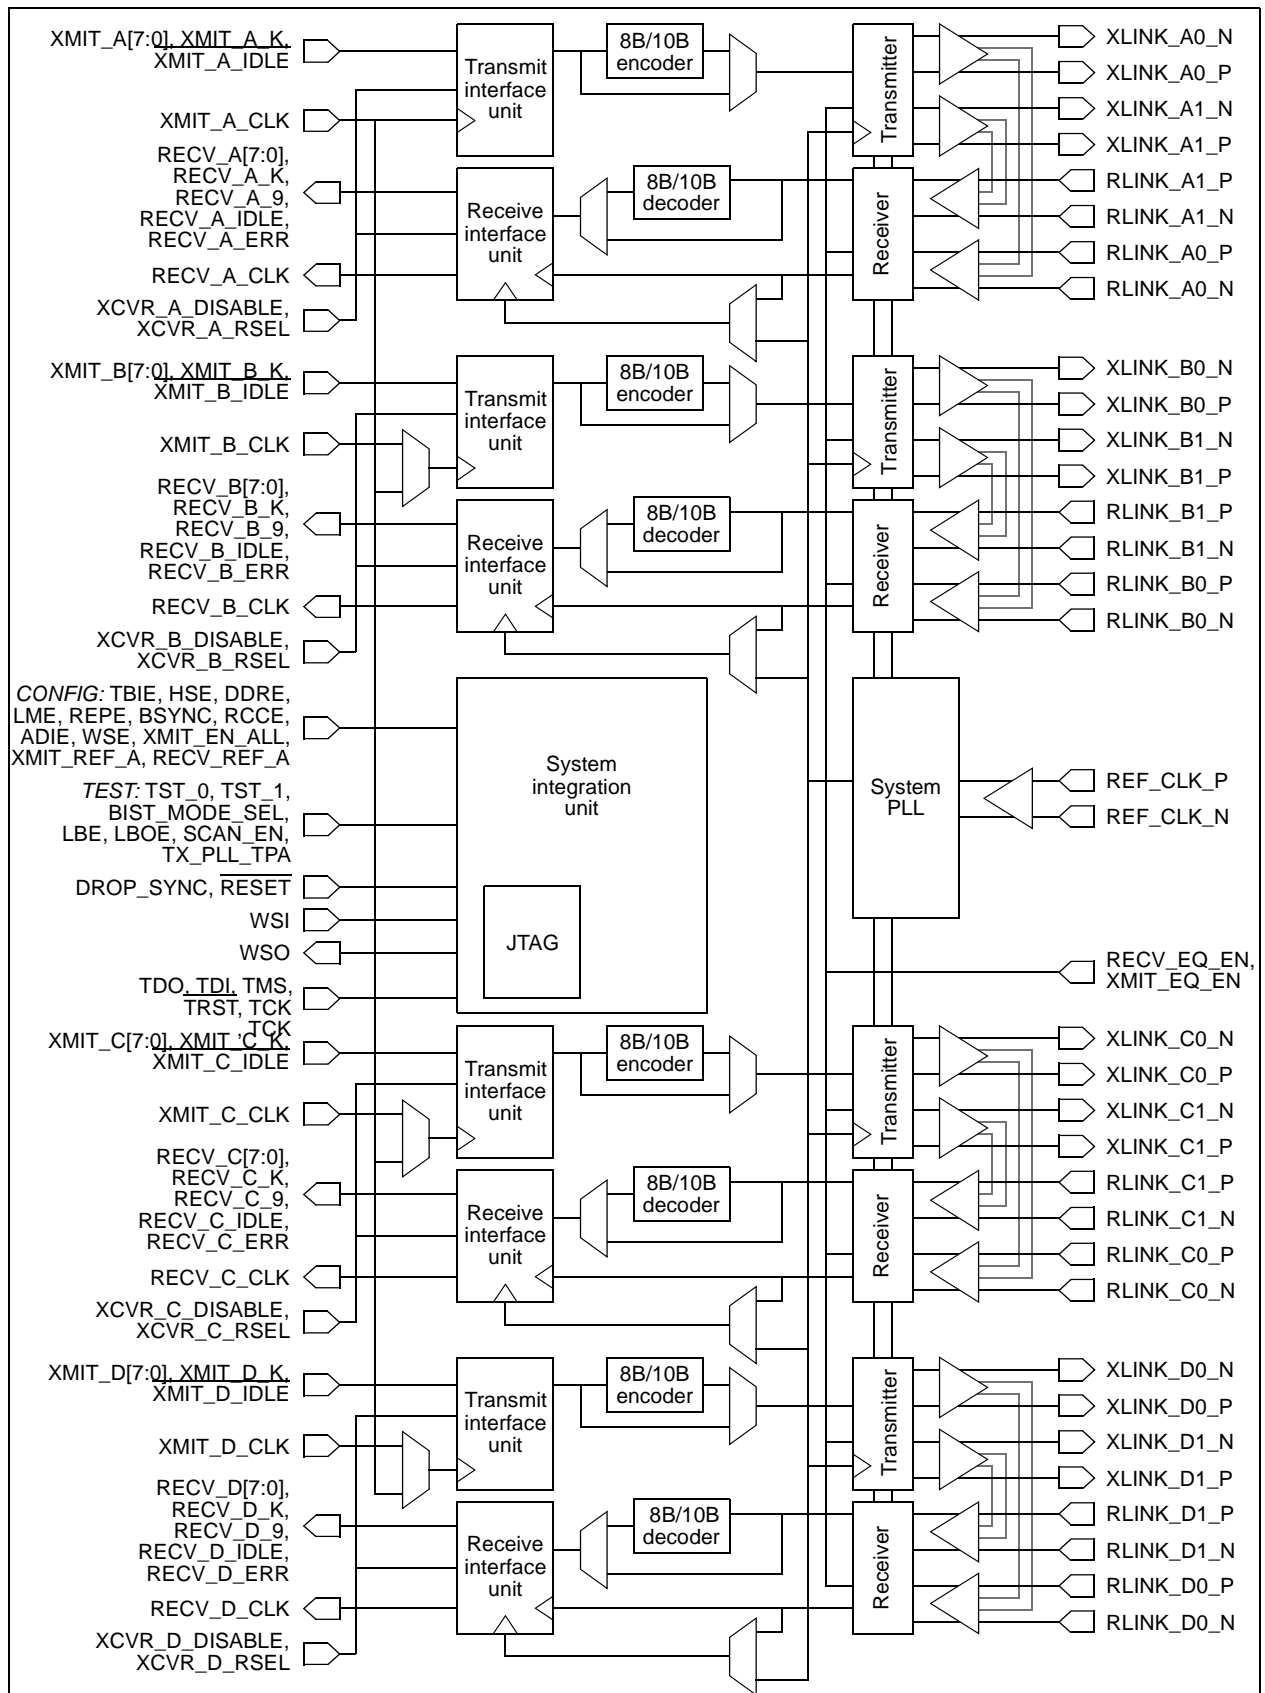 XMIT_A[7:0], XMIT_A_K,
XMIT_A_IDLE
XMIT_A_CLK
RECV_A[7:0],
RECV_A_K,
RECV_A_9,
RECV_A_IDLE,
RECV_A_ERR
RECV_A_CLK
XCVR_A_DISABLE,
XCVR_A_RSEL
Transmit
interface
unit
8B/10B
encoder
Transmitter
Receive
interface
unit
8B/10B
decoder
Receiver
XLINK_A0_N
XLINK_A0_P
XLINK_A1_N
XLINK_A1_P
RLINK_A1_P
RLINK_A1_N
RLINK_A0_P
RLINK_A0_N
XMIT_B[7:0], XMIT_B_K,
XMIT_B_IDLE
XMIT_B_CLK
RECV_B[7:0],
RECV_B_K,
RECV_B_9,
RECV_B_IDLE,
RECV_B_ERR
RECV_B_CLK
XCVR_B_DISABLE,
XCVR_B_RSEL
Transmit
interface
unit
8B/10B
encoder
Transmitter
Receive
interface
unit
8B/10B
decoder
Receiver
XLINK_B0_N
XLINK_B0_P
XLINK_B1_N
XLINK_B1_P
RLINK_B1_P
RLINK_B1_N
RLINK_B0_P
RLINK_B0_N
CONFIG: TBIE, HSE, DDRE,
LME, REPE, BSYNC, RCCE,
ADIE, WSE, XMIT_EN_ALL,
XMIT_REF_A, RECV_REF_A
TEST: TST_0, TST_1,
BIST_MODE_SEL,
LBE, LBOE, SCAN_EN,
TX_PLL_TPA
DROP_SYNC, RESET
WSI
WSO
TDO, TDI, TMS,
TRST, TCK
TCK
System
integration
unit
JTAG
System
PLL
REF_CLK_P
REF_CLK_N
RECV_EQ_EN,
XMIT_EQ_EN
XMIT_C[7:0], XMIT_'C_K,
XMIT_C_IDLE
XMIT_C_CLK
RECV_C[7:0],
RECV_C_K,
RECV_C_9,
RECV_C_IDLE,
RECV_C_ERR
RECV_C_CLK
XCVR_C_DISABLE,
XCVR_C_RSEL
Transmit
interface
unit
8B/10B
encoder
Transmitter
Receive
interface
unit
8B/10B
decoder
Receiver
XLINK_C0_N
XLINK_C0_P
XLINK_C1_N
XLINK_C1_P
RLINK_C1_P
RLINK_C1_N
RLINK_C0_P
RLINK_C0_N
XMIT_D[7:0], XMIT_D_K,
XMIT_D_IDLE
XMIT_D_CLK
RECV_D[7:0],
RECV_D_K,
RECV_D_9,
RECV_D_IDLE,
RECV_D_ERR
RECV_D_CLK
XCVR_D_DISABLE,
XCVR_D_RSEL
Transmit
interface
unit
8B/10B
encoder
Transmitter
Receive
interface
unit
8B/10B
decoder
Receiver
XLINK_D0_N
XLINK_D0_P
XLINK_D1_N
XLINK_D1_P
RLINK_D1_P
RLINK_D1_N
RLINK_D0_P
RLINK_D0_N